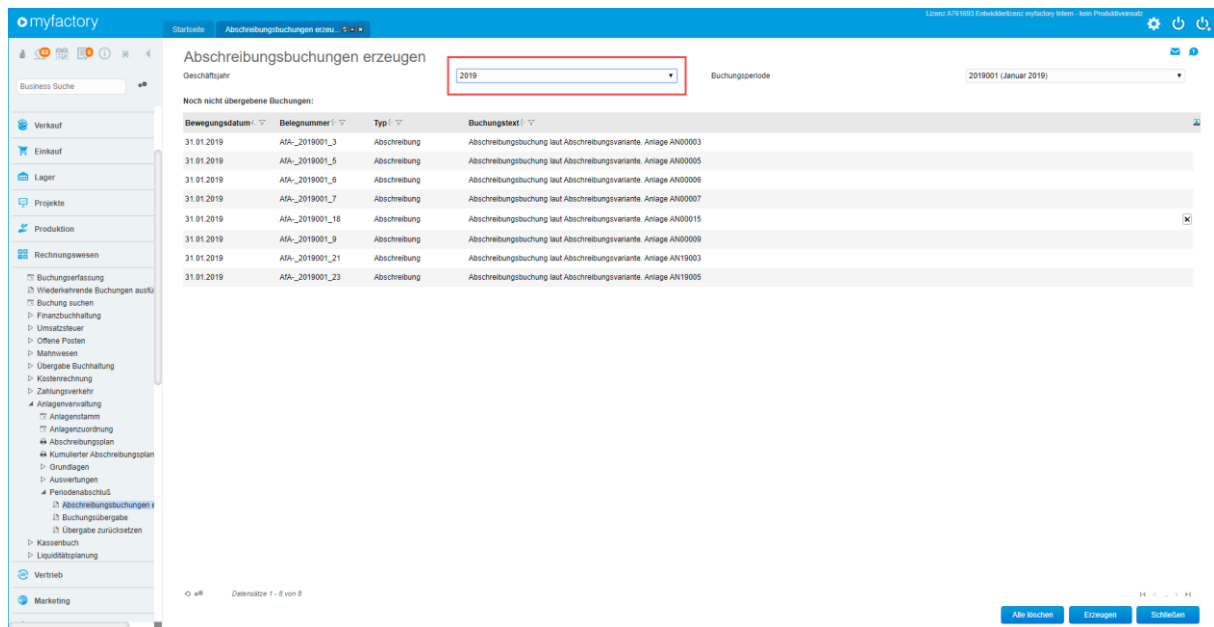 myfactory
Lizenz A761693 Entwicklerlizenz myfactory Intern - kein Produktiveinsatz
Startseite
Abschreibungsbuchungen erzeu...
Abschreibungsbuchungen erzeugen
Business Suche
Geschäftsjahr
2019
Buchungsperiode
2019001 (Januar 2019)
Noch nicht übergebene Buchungen:
Bewegungsdatum Belegnummer Typ Buchungstext
31.01.2019 AfA-_2019001_3 Abschreibung Abschreibungsbuchung laut Abschreibungsvariante. Anlage AN00003
31.01.2019 AfA-_2019001_5 Abschreibung Abschreibungsbuchung laut Abschreibungsvariante. Anlage AN00005
31.01.2019 AfA-_2019001_6 Abschreibung Abschreibungsbuchung laut Abschreibungsvariante. Anlage AN00006
31.01.2019 AfA-_2019001_7 Abschreibung Abschreibungsbuchung laut Abschreibungsvariante. Anlage AN00007
31.01.2019 AfA-_2019001_18 Abschreibung Abschreibungsbuchung laut Abschreibungsvariante. Anlage AN00015
31.01.2019 AfA-_2019001_9 Abschreibung Abschreibungsbuchung laut Abschreibungsvariante. Anlage AN00009
31.01.2019 AfA-_2019001_21 Abschreibung Abschreibungsbuchung laut Abschreibungsvariante. Anlage AN19003
31.01.2019 AfA-_2019001_23 Abschreibung Abschreibungsbuchung laut Abschreibungsvariante. Anlage AN19005
Verkauf
Einkauf
Lager
Projekte
Produktion
Rechnungswesen
Buchungserfassung
Wiederkehrende Buchungen ausfü
Buchung suchen
Finanzbuchhaltung
Umsatzsteuer
Offene Posten
Mahnwesen
Übergabe Buchhaltung
Kostenrechnung
Zahlungsverkehr
Anlagenverwaltung
Anlagenstamm
Anlagenzuordnung
Abschreibungsplan
Kumulierter Abschreibungsplan
Grundlagen
Auswertungen
Periodenabschluß
Abschreibungsbuchungen e
Buchungsübergabe
Übergabe zurücksetzen
Kassenbuch
Liquiditätsplanung
Vertrieb
Marketing
Datensätze 1 - 8 von 8
Alle löschen
Erzeugen
Schließen